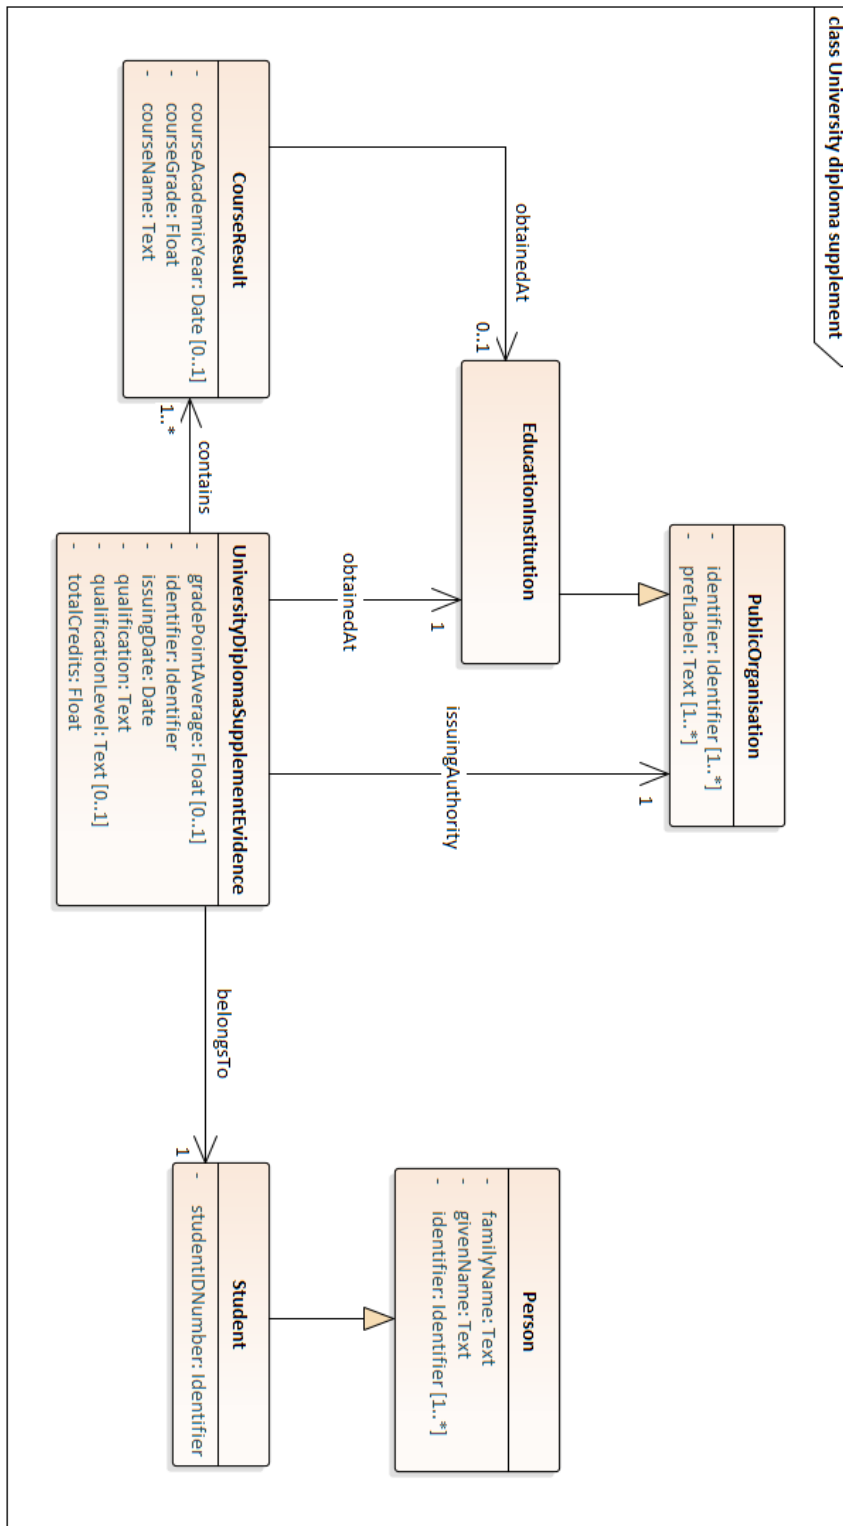 class University diploma supplement
PublicOrganisation
- identifier: Identifier [1..*]
- prefLabel: Text [1..*]
EducationInstitution
Person
- familyName: Text
- givenName: Text
- identifier: Identifier [1..*]
obtainedAt
0..1
obtainedAt
1
issuingAuthority
1
CourseResult
- courseAcademicYear: Date [0..1]
- courseGrade: Float
- courseName: Text
contains
1..*
UniversityDiplomaSupplementEvidence
- gradePointAverage: Float [0..1]
- identifier: Identifier
- issuingDate: Date
- qualification: Text
- qualificationLevel: Text [0..1]
- totalCredits: Float
belongsTo
1
Student
- studentIDNumber: Identifier